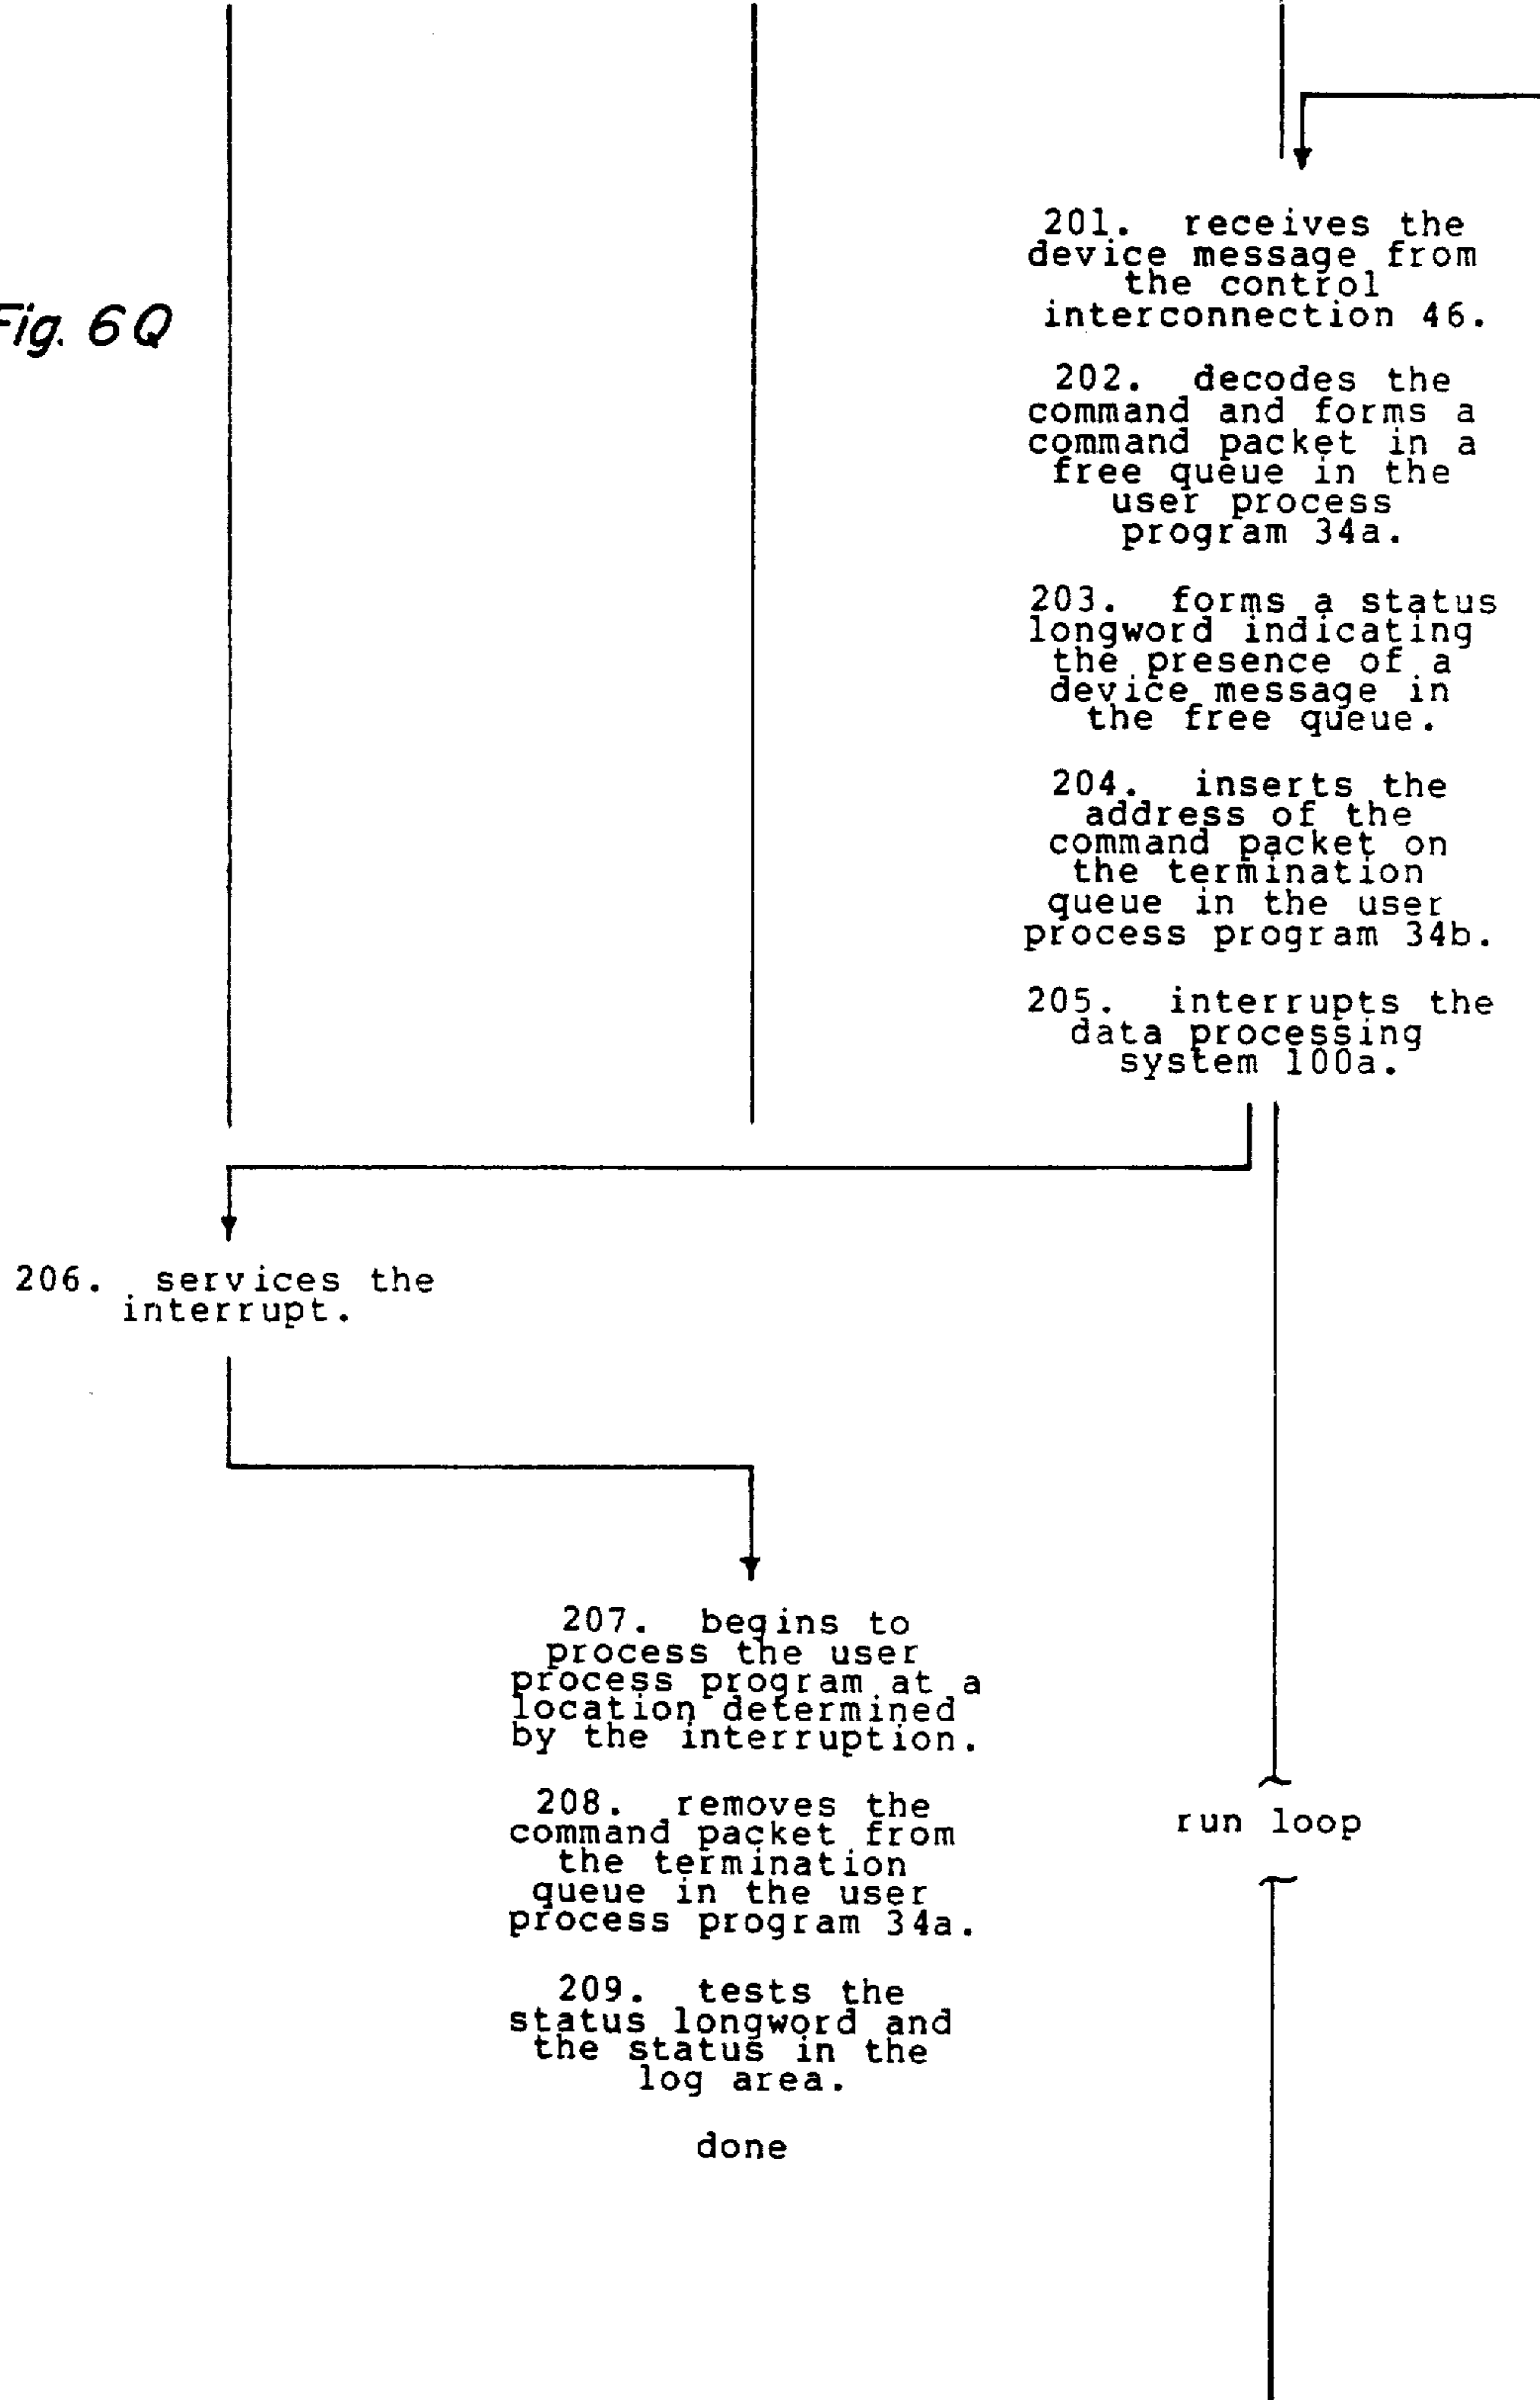 201. receives the
device message from
the control
interconnection 46.
Fig. 6Q
202. decodes the
command and forms a
command packet in a
free queue in the
user process
program 34a.
203. forms a status
longword indicating
the presence of a
device message in
the free queue.
204. inserts the
address of the
command packet on
the termination
queue in the user
process program 34b.
205. interrupts the
data processing
system 100a.
206. services the
interrupt.
207. begins to
process the user
process program at a
location determined
by the interruption.
208. removes the
command packet from
the termination
queue in the user
process program 34a.
run loop
209. tests the
status longword and
the status in the
log area.
done